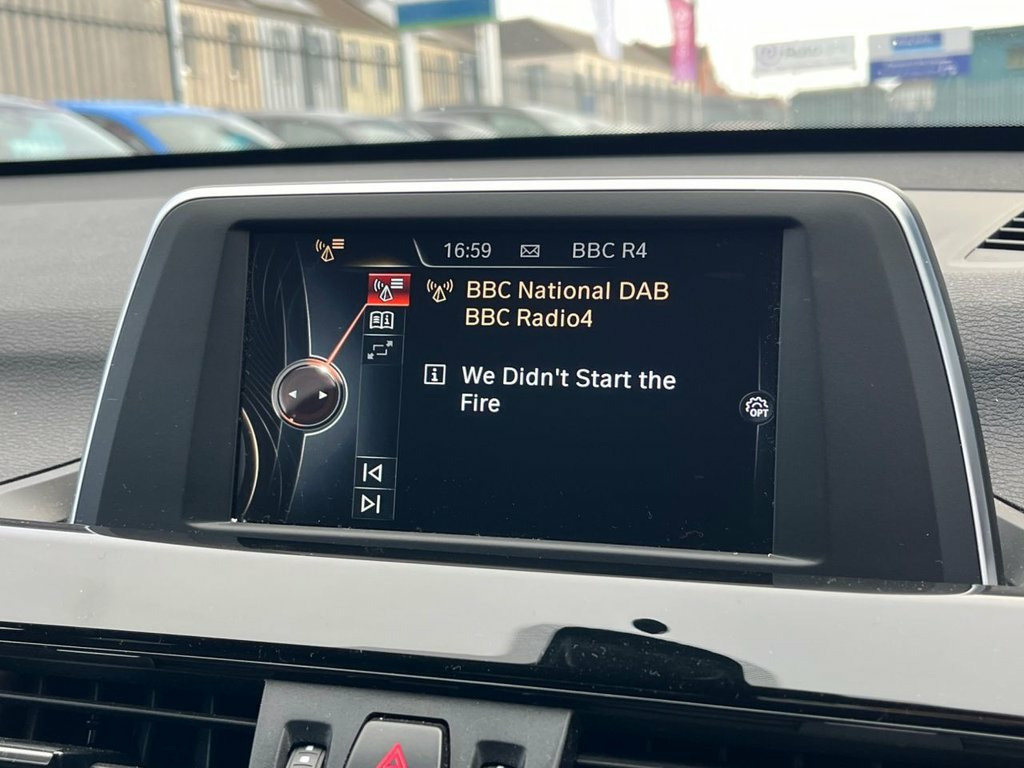 16:59 BBC R4
BBC National DAB
BBC Radio4
We Didn't Start the
Fire
OPT